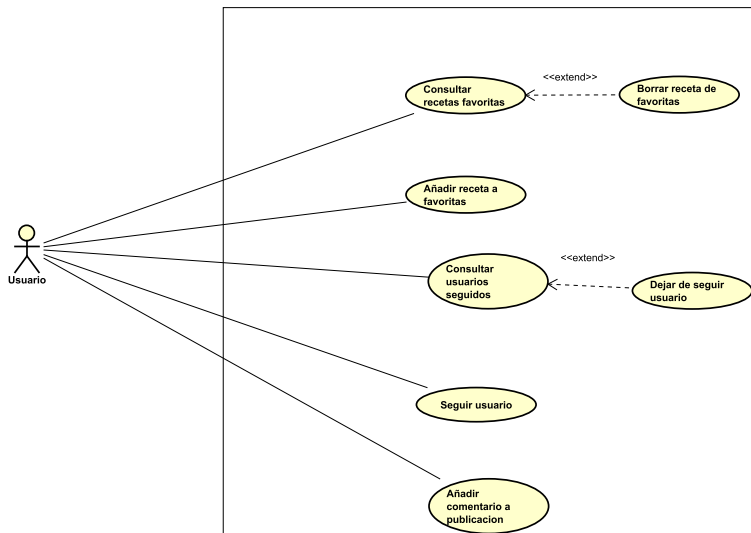 <<extend>>
Consultar
recetas favoritas
Borrar receta de
favoritas
Añadir receta a
favoritas
Usuario
<<extend>>
Consultar
usuarios
seguidos
Dejar de seguir
usuario
Seguir usuario
Añadir
comentario a
publicacion